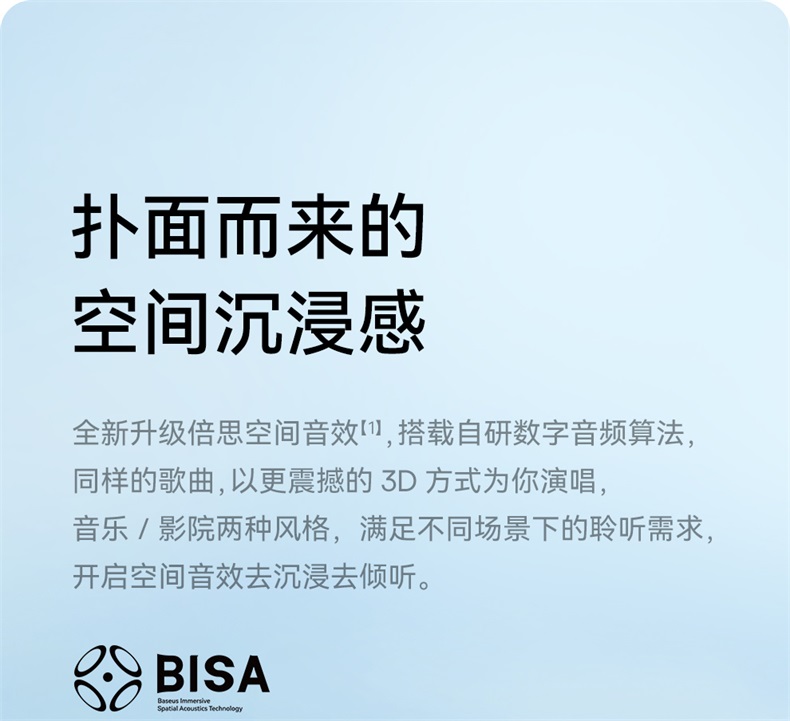 扑面而来的
空间沉浸感
全新升级倍思空间音效【1】,搭载自研数字音频算法,
同样的歌曲,以更震撼的 3D 方式为你演唱,
音乐 / 影院两种风格，满足不同场景下的聆听需求，
开启空间音效去沉浸去倾听。
BISA
Baseus Immersive
Spatial Acoustics Technology